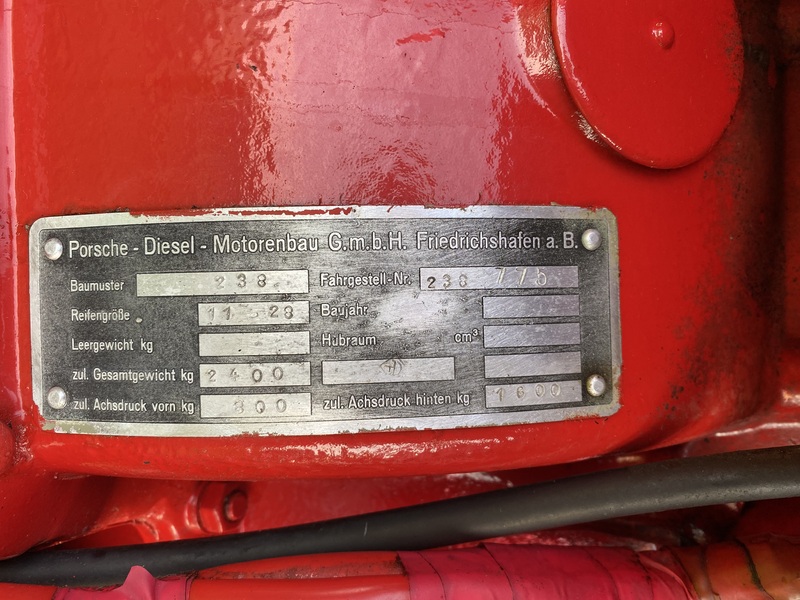 Porsche - Diesel - Motorenbau G.m.b.H. Friedrichshafen a. B.
Baumuster 238 Fahrgestell-Nr. 238 775
Reifengröße 11 28 Baujahr
Leergewicht kg Hubraum cm³
zul. Gesamtgewicht kg 2400
zul. Achsdruck vorn kg 800 zul. Achsdruck hinten kg 1600